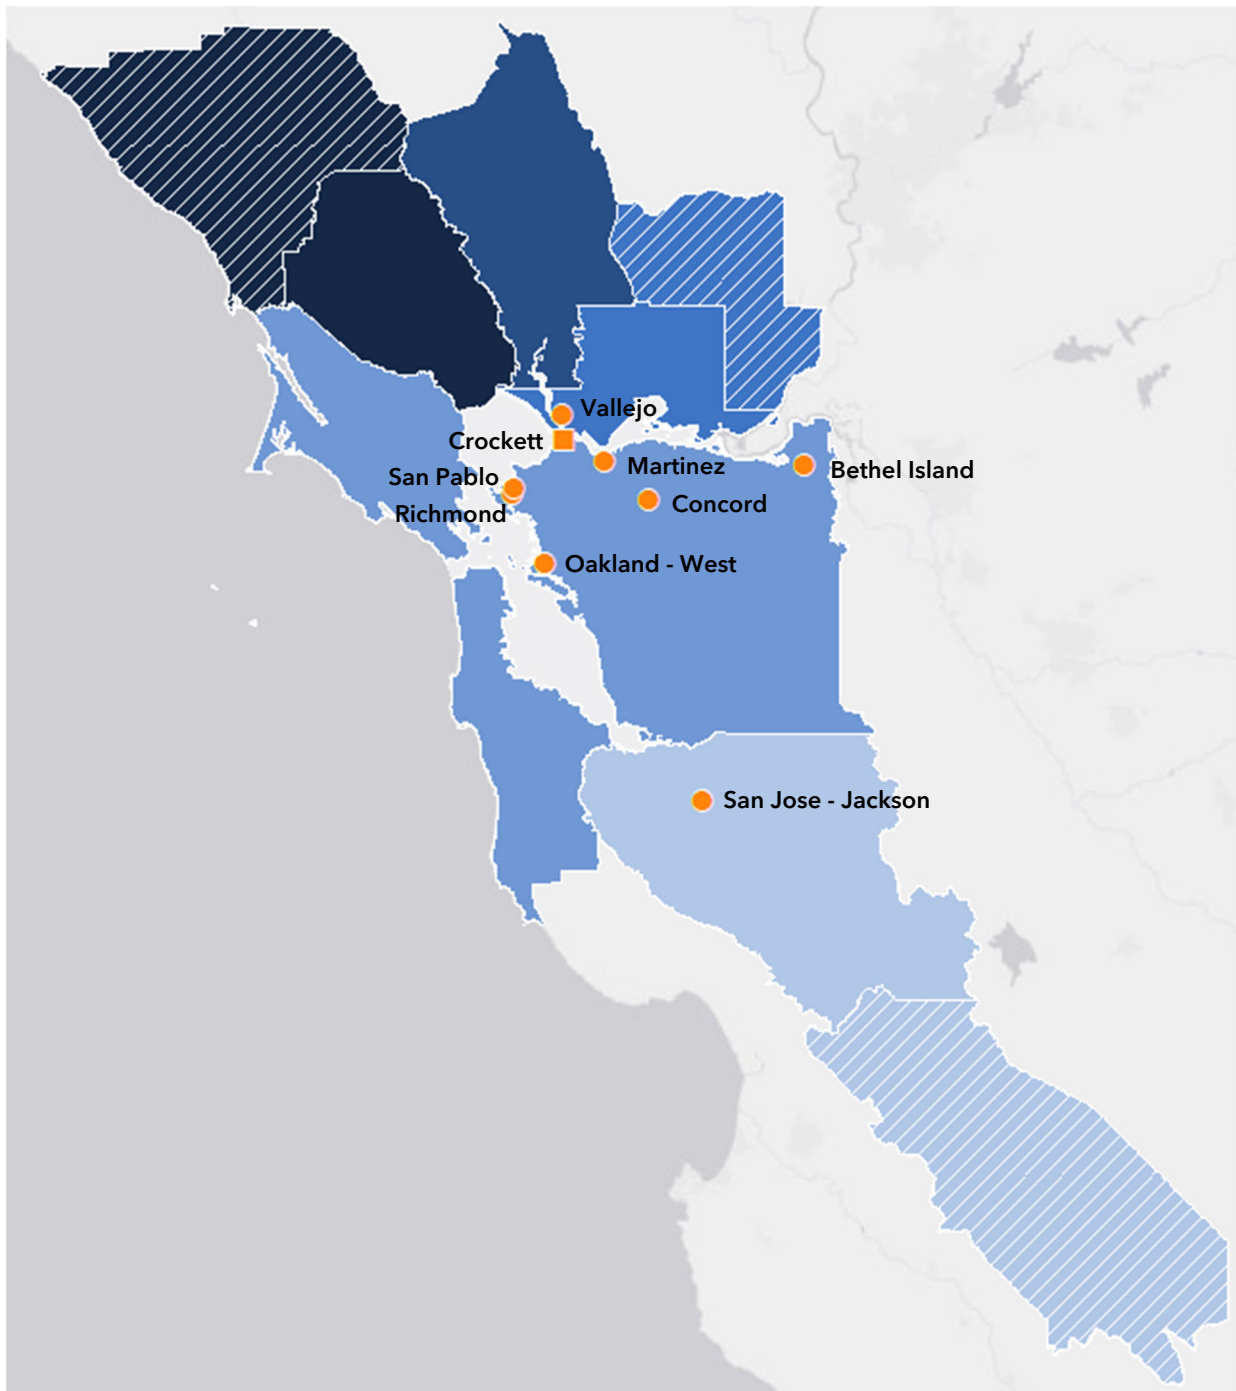 Vallejo
Crockett
Martinez
San Pablo
Bethel Island
Concord
Richmond
Oakland - West
San Jose - Jackson